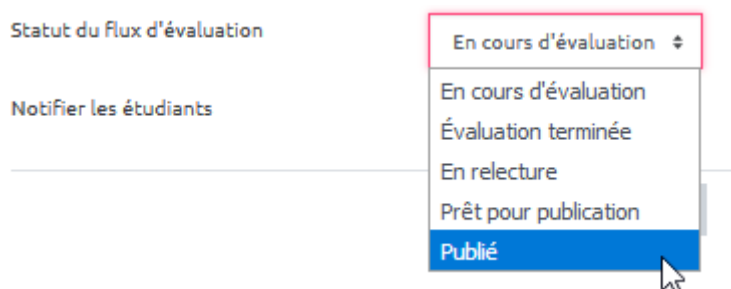 Statut du flux d'évaluation
En cours d'évaluation
En cours d'évaluation
Évaluation terminée
Notifier les étudiants
En relecture
Prêt pour publication
Publié